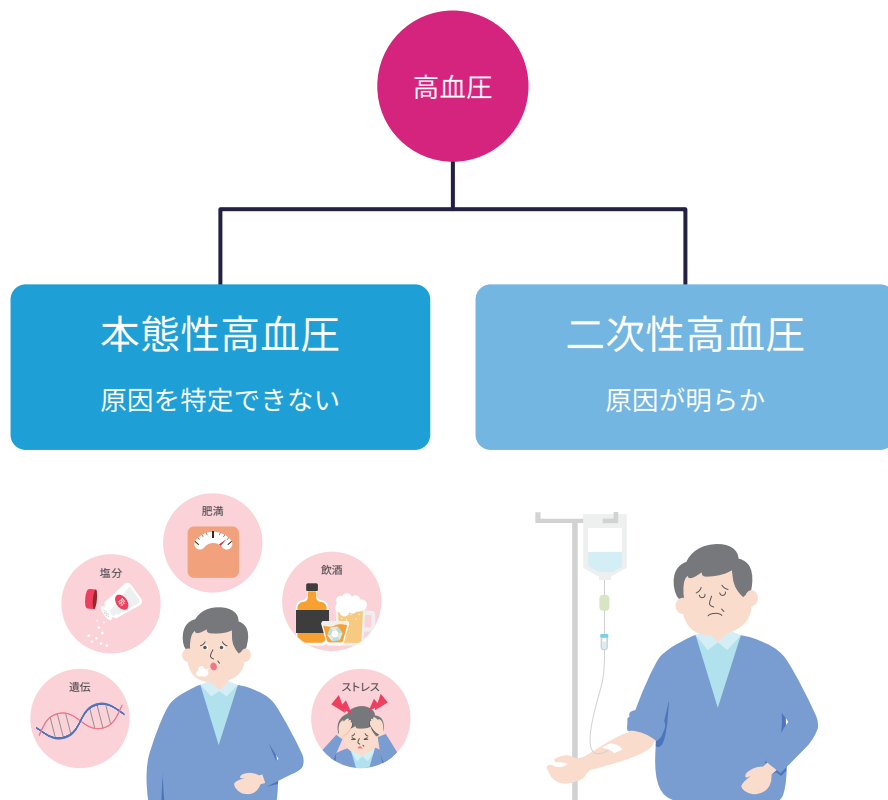 高血圧
本態性高血圧
原因を特定できない
二次性高血圧
原因が明らか
肥満
塩分
飲酒
遺伝
ストレス